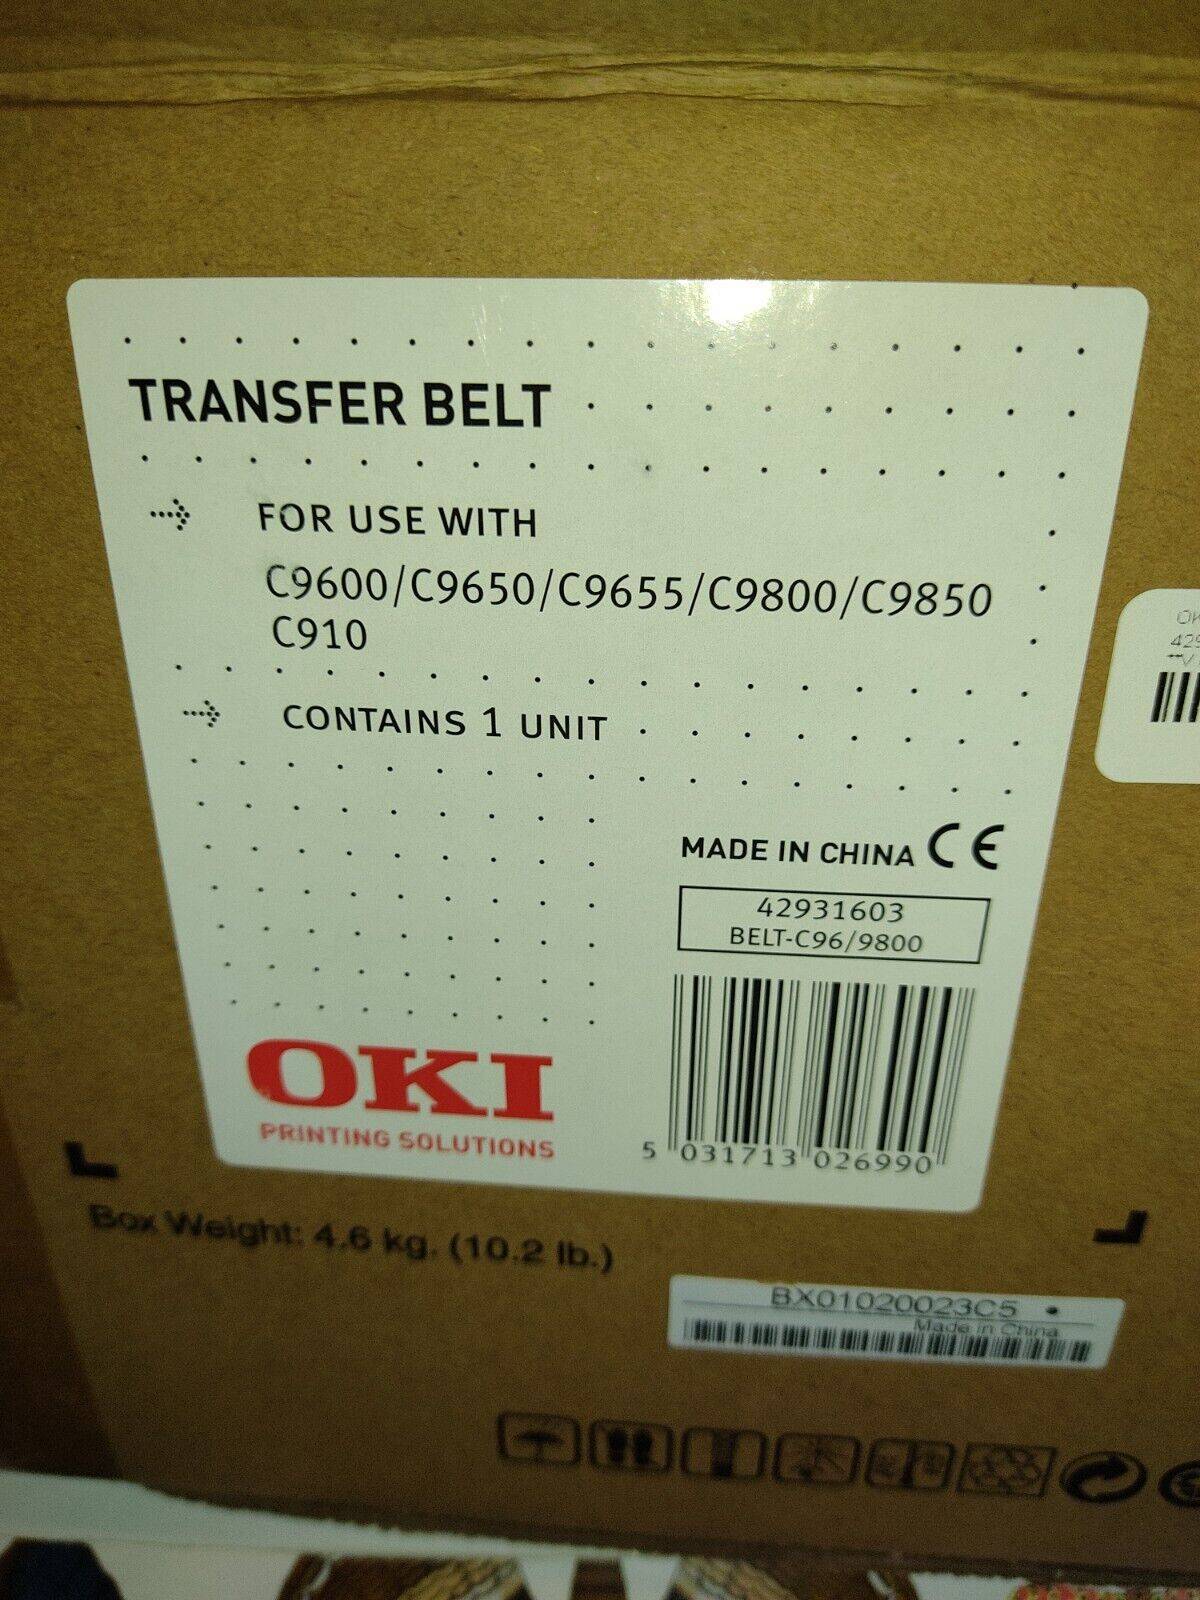 TRANSFER BELT
FOR USE WITH
C9600/C9650/C9655/C9800/C9850
C910
CONTAINS 1 UNIT
MADE IN CHINA CE
42931603
BELT-C96/9800
5 031713 026990
OKI
PRINTING SOLUTIONS
Box Weight: 4.6 kg. (10.2 lb.)
BX01020023C5
Made in China